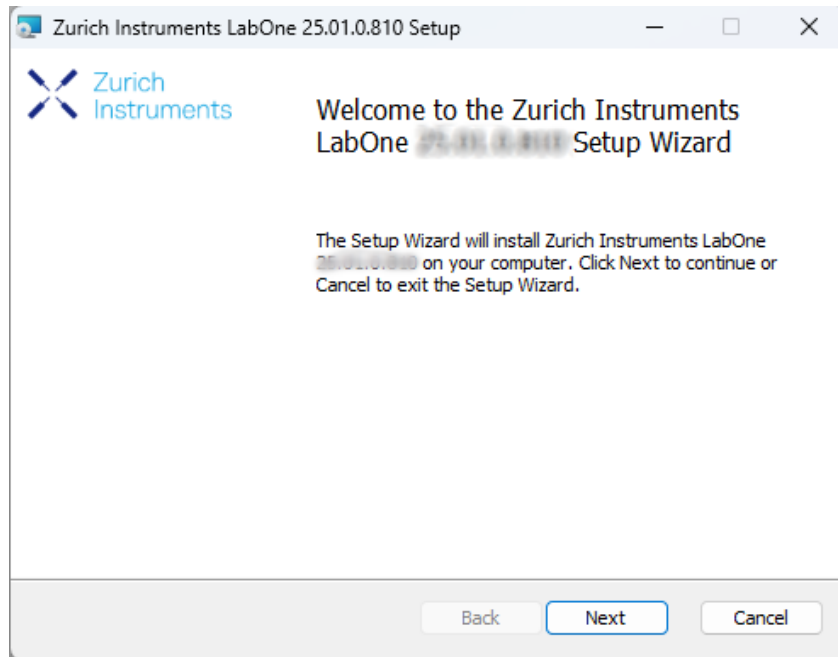 Zurich Instruments LabOne 25.01.0.810 Setup
Zurich
Instruments
Welcome to the Zurich Instruments
LabOne Setup Wizard
The Setup Wizard will install Zurich Instruments LabOne
on your computer. Click Next to continue or
Cancel to exit the Setup Wizard.
Back
Next
Cancel